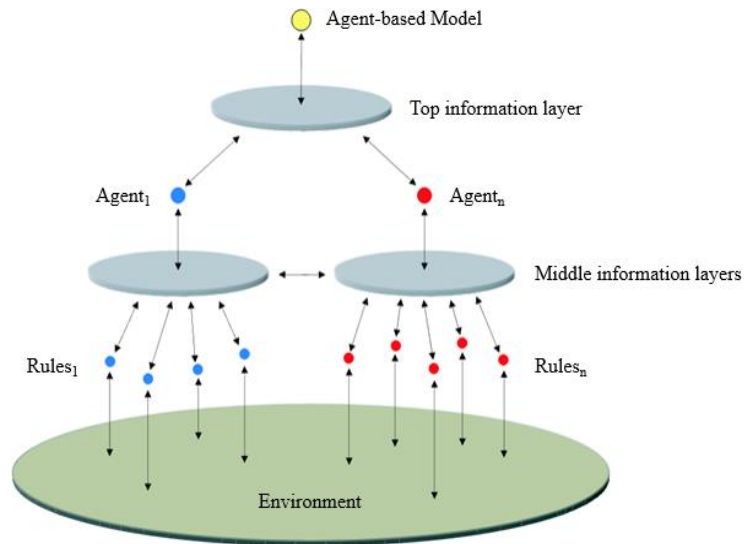 Agent-based Model
Top information layer
Agent₁
Agentₙ
Middle information layers
Rules₁
Rulesₙ
Environment